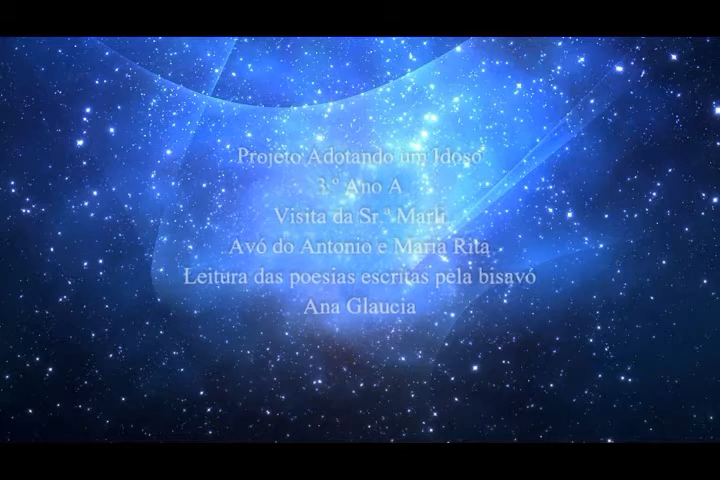 Projeto Adotando um Idoso
3.º Ano A
Visita da Sr.ª Marli
Avó do Antonio e Maria Rita
Leitura das poesias escritas pela bisavó
Ana Glaucia